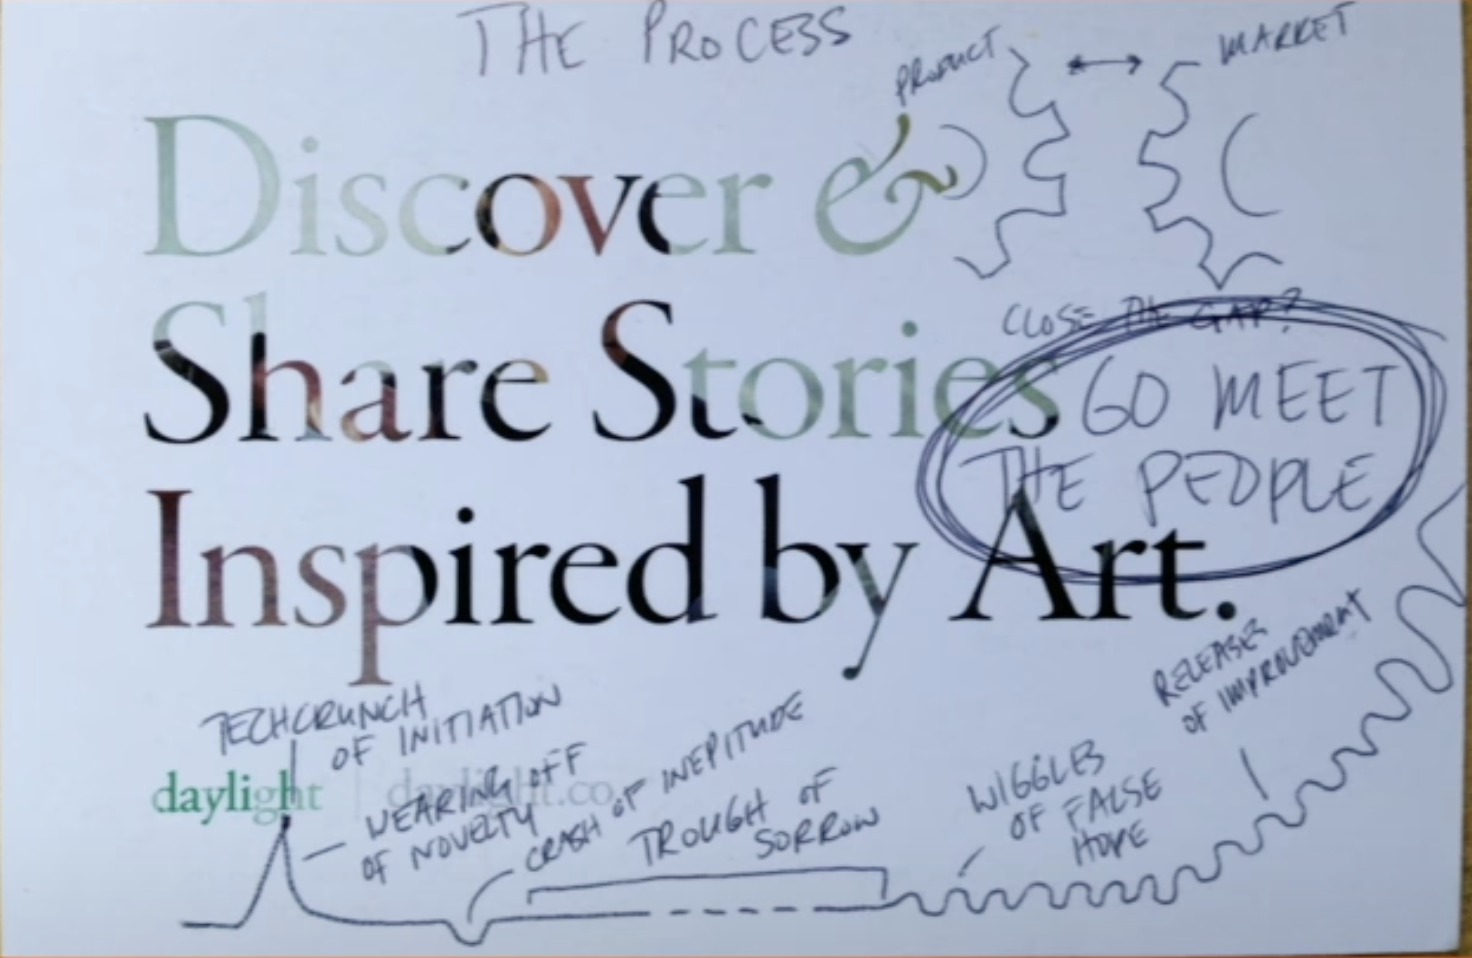 THE PROCESS
PRODUCT
MARKET
Discover &
CLOSE THE GAP?
Share Stories
GO MEET
THE PEOPLE
Inspired by Art.
RELEASES
OF IMPROVEMENT
TECHCRUNCH
OF INITIATION
daylight | daylight.co
WEARING OFF
OF NOVELTY
CRASH OF INEPITUDE
TROUGH OF
SORROW
WIGGLES
OF FALSE
HOPE